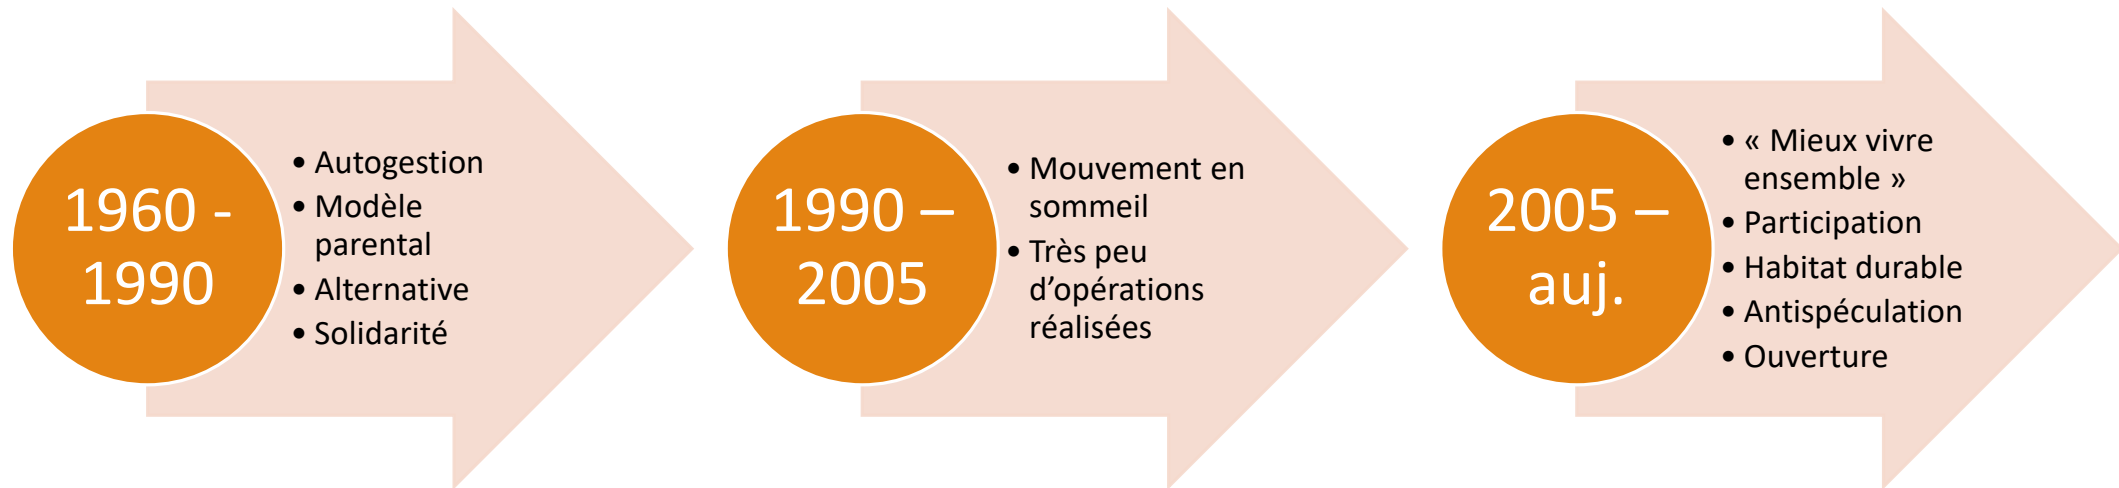 1960 -
1990
• Autogestion
• Modèle
parental
• Alternative
• Solidarité
1990 –
2005
• Mouvement en
sommeil
• Très peu
d’opérations
réalisées
2005 –
auj.
• « Mieux vivre
ensemble »
• Participation
• Habitat durable
• Antispéculation
• Ouverture